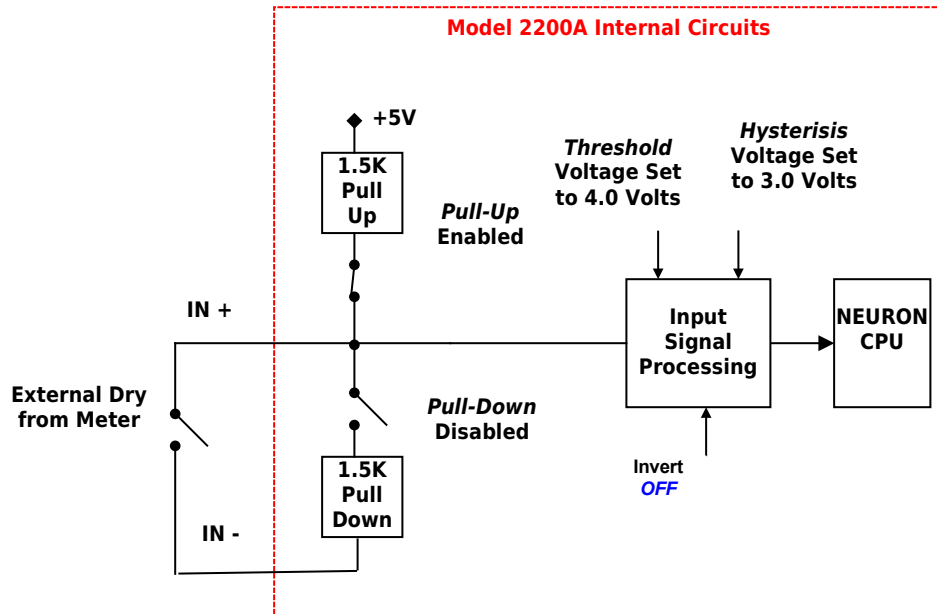 Model 2200A Internal Circuits
+5V
1.5K
Pull
Up
Pull-Up
Enabled
Threshold
Voltage Set
to 4.0 Volts
Hysterisis
Voltage Set
to 3.0 Volts
IN +
Input
Signal
Processing
NEURON
CPU
External Dry
from Meter
Pull-Down
Disabled
1.5K
Pull
Down
Invert
OFF
IN -